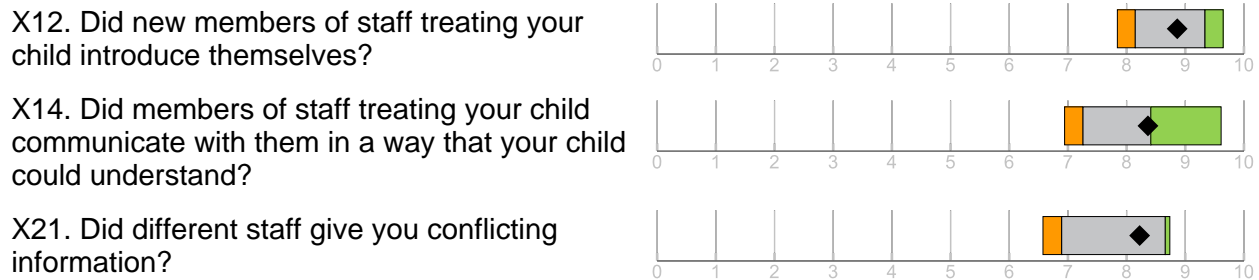 X12. Did new members of staff treating your
child introduce themselves?
0 1 2 3 4 5 6 7 8 9 10
X14. Did members of staff treating your child
communicate with them in a way that your child
could understand?
0 1 2 3 4 5 6 7 8 9 10
X21. Did different staff give you conflicting
information?
0 1 2 3 4 5 6 7 8 9 10